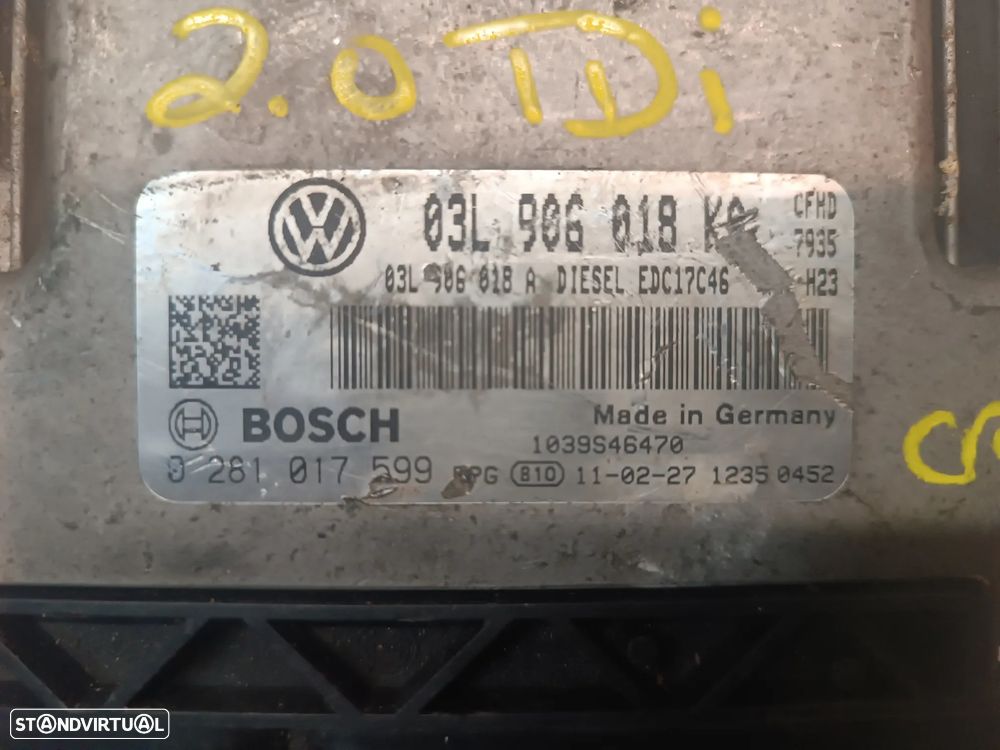 2.0 TDi
03L 906 018
CFHD
7935
03L 906 018 A DIESEL EDC17C46
H23
BOSCH
Made in Germany
1039S46470
0 281 017 599
810 11-02-27 1235 0452
STANDVIRTUAL